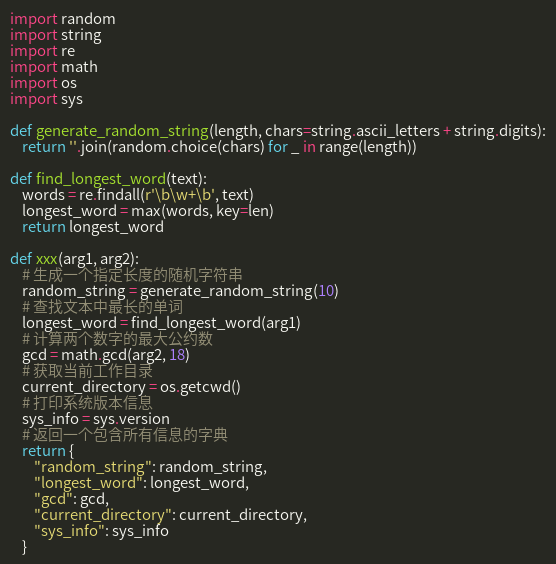 import random
import string
import re
import math
import os
import sys

def generate_random_string(length, chars=string.ascii_letters + string.digits):
    return ''.join(random.choice(chars) for _ in range(length))

def find_longest_word(text):
    words = re.findall(r'\b\w+\b', text)
    longest_word = max(words, key=len)
    return longest_word

def xxx(arg1, arg2):
    # 生成一个指定长度的随机字符串
    random_string = generate_random_string(10)
    # 查找文本中最长的单词
    longest_word = find_longest_word(arg1)
    # 计算两个数字的最大公约数
    gcd = math.gcd(arg2, 18)
    # 获取当前工作目录
    current_directory = os.getcwd()
    # 打印系统版本信息
    sys_info = sys.version
    # 返回一个包含所有信息的字典
    return {
        "random_string": random_string,
        "longest_word": longest_word,
        "gcd": gcd,
        "current_directory": current_directory,
        "sys_info": sys_info
    }